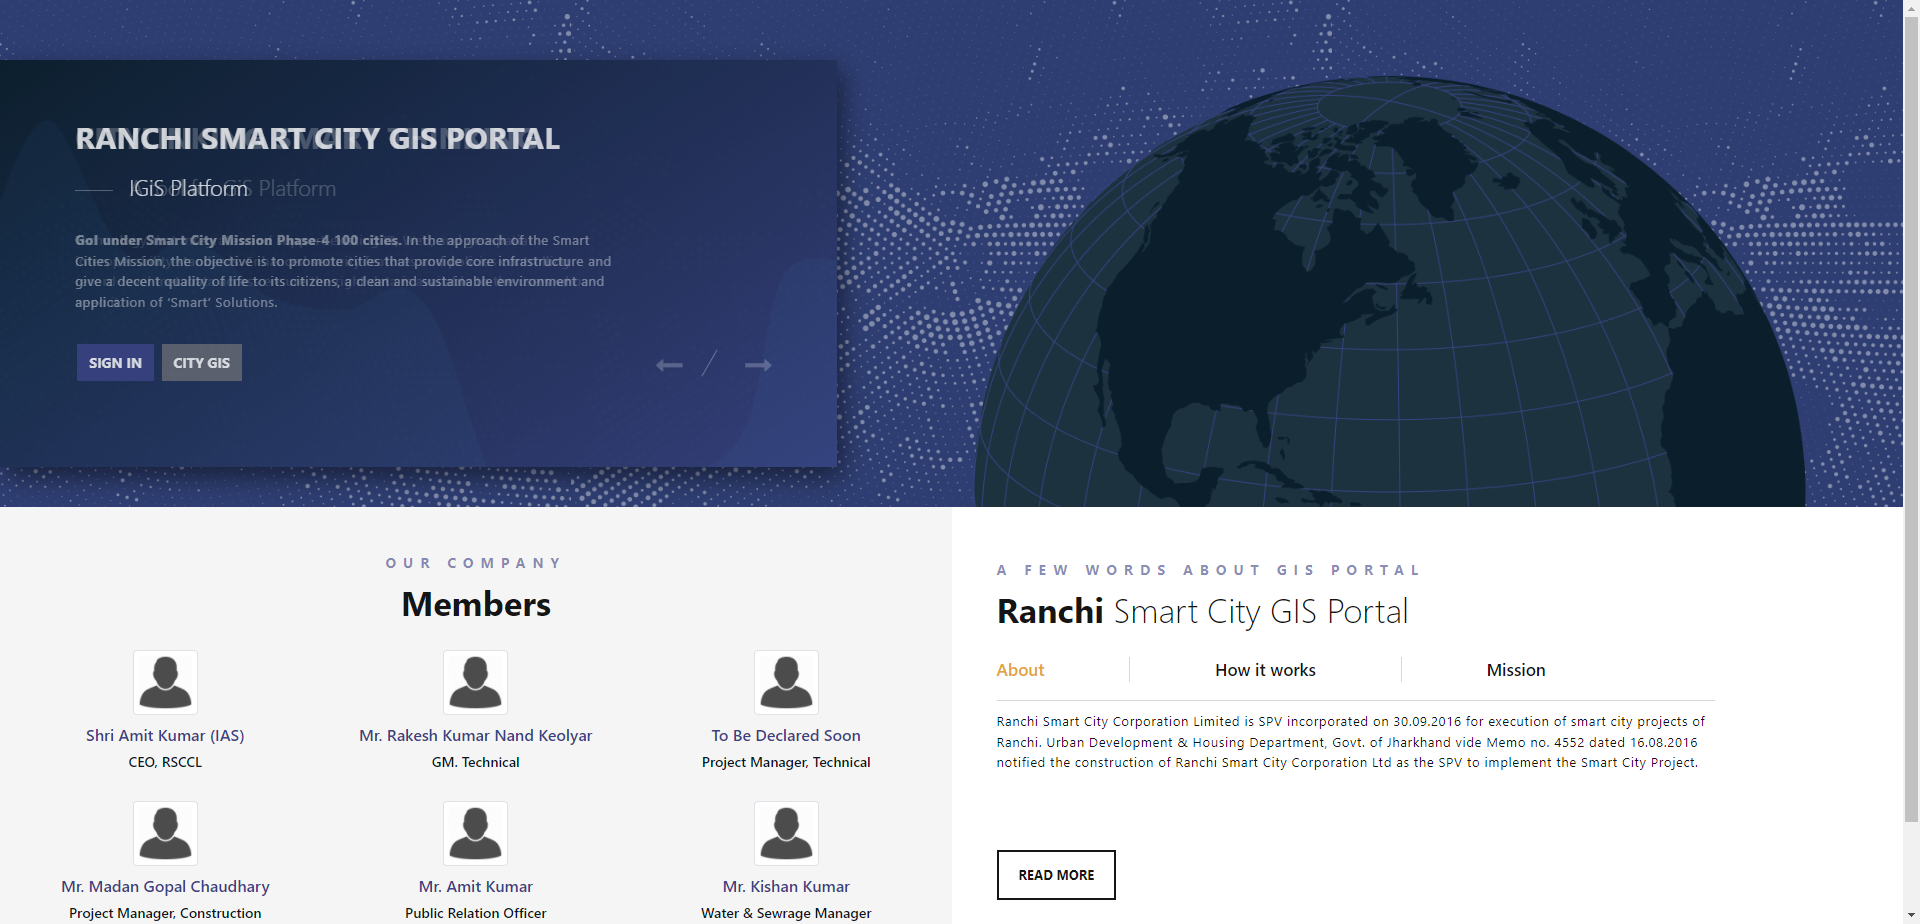 RANCHI SMART CITY GIS PORTAL
IGiS Platform
GoI under Smart City Mission Phase-4 100 cities. In the approach of the Smart
Cities Mission, the objective is to promote cities that provide core infrastructure and
give a decent quality of life to its citizens, a clean and sustainable environment and
application of 'Smart' Solutions.
SIGN IN
CITY GIS
OUR COMPANY
Members
Shri Amit Kumar (IAS)
CEO, RSCCL
Mr. Rakesh Kumar Nand Keolyar
GM. Technical
To Be Declared Soon
Project Manager, Technical
Mr. Madan Gopal Chaudhary
Project Manager, Construction
Mr. Amit Kumar
Public Relation Officer
Mr. Kishan Kumar
Water & Sewrage Manager
A FEW WORDS ABOUT GIS PORTAL
Ranchi Smart City GIS Portal
About
How it works
Mission
Ranchi Smart City Corporation Limited is SPV incorporated on 30.09.2016 for execution of smart city projects of
Ranchi. Urban Development & Housing Department, Govt. of Jharkhand vide Memo no. 4552 dated 16.08.2016
notified the construction of Ranchi Smart City Corporation Ltd as the SPV to implement the Smart City Project.
READ MORE